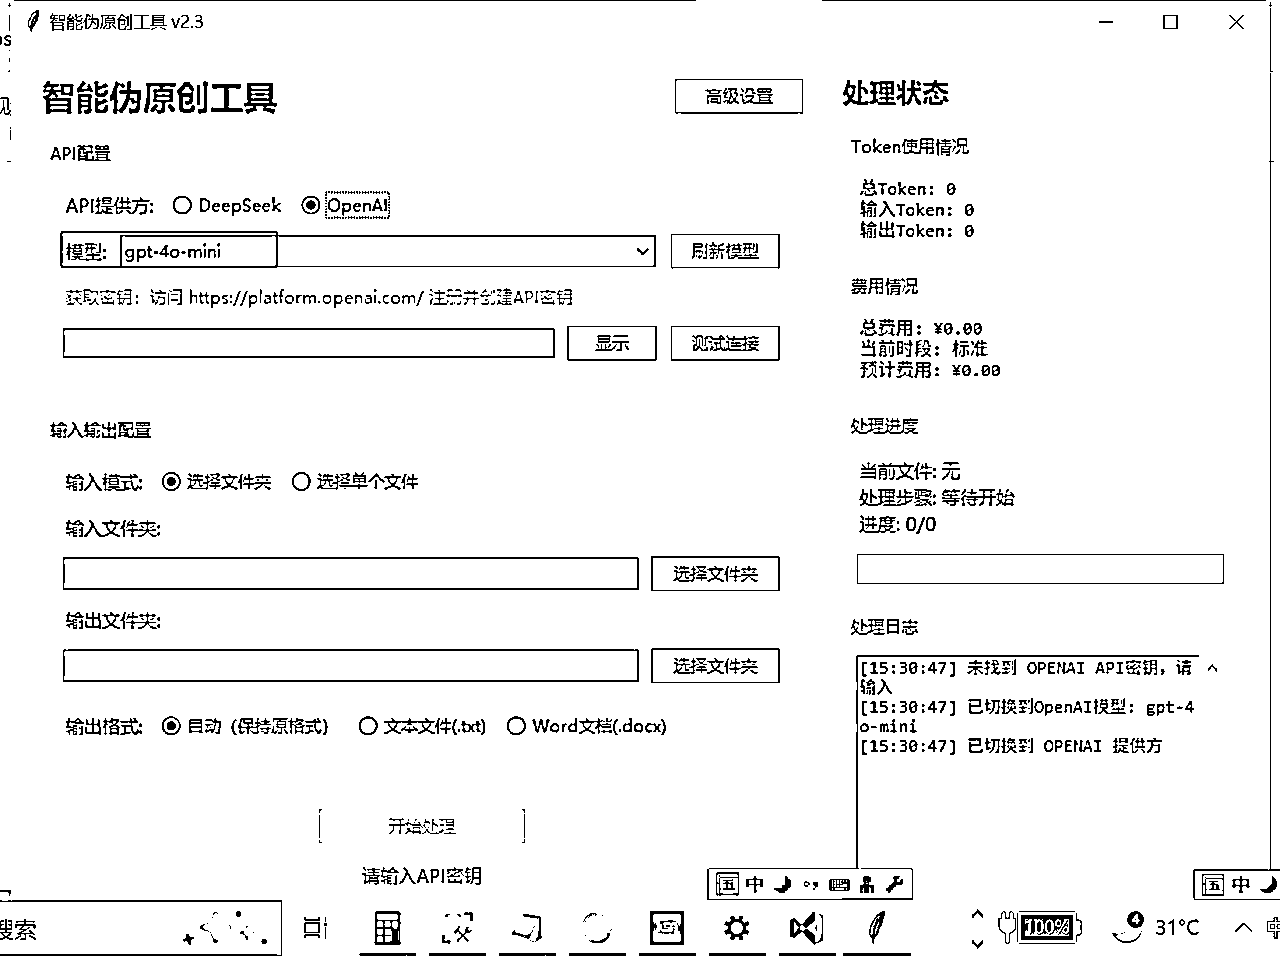 智能伪原创工具 v2.3
智能伪原创工具
高级设置
API配置
API提供方: DeepSeek OpenAI
模型: gpt-4o-mini
刷新模型
获取密钥: 访问 https://platform.openai.com/ 注册并创建API密钥
显示
测试连接
输入输出配置
输入模式: 选择文件夹 选择单个文件
输入文件夹:
选择文件夹
输出文件夹:
选择文件夹
输出格式: 自动 (保持原格式) 文本文件(.txt) Word文档(.docx)
开始处理
请输入API密钥
处理状态
Token使用情况
总Token: 0
输入Token: 0
输出Token: 0
费用情况
总费用: ¥0.00
当前时段: 标准
预计费用: ¥0.00
处理进度
当前文件: 无
处理步骤: 等待开始
进度: 0/0
处理日志
[15:30:47] 未找到 OPENAI API密钥，请
输入
[15:30:47] 已切换到OpenAI模型: gpt-4
o-mini
[15:30:47] 已切换到 OPENAI 提供方
五 中
五 中
搜索
100%
4
31°C